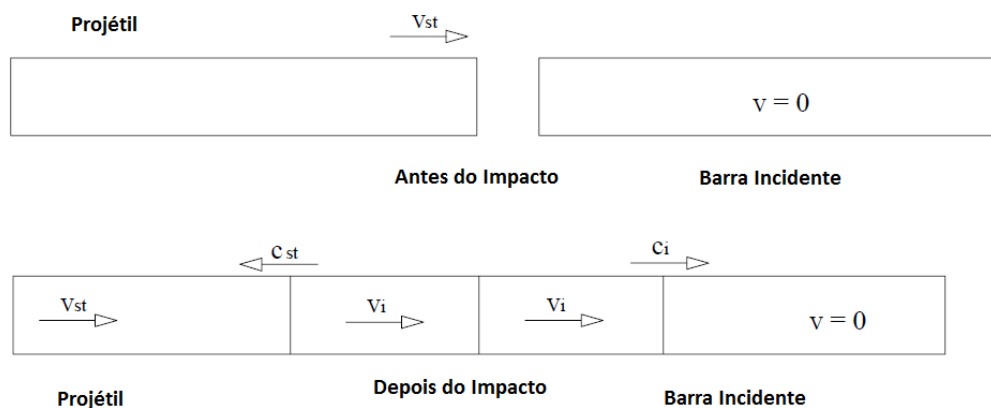 Projétil
Vst
v = 0
Antes do Impacto
Barra Incidente
Cst
Ci
Vst
Vi
Vi
v = 0
Projétil
Depois do Impacto
Barra Incidente